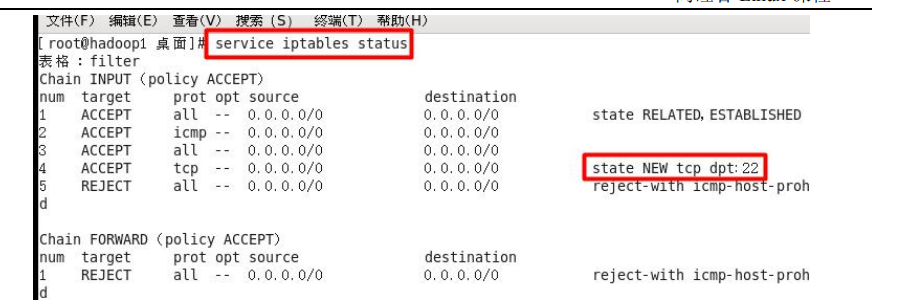 文件(F) 编辑(E) 查看(V) 搜索 (S) 终端(T) 帮助(H)
[root@hadoop1 桌面]# service iptables status
表格：filter
Chain INPUT (policy ACCEPT)
num target prot opt source destination
1 ACCEPT all -- 0.0.0.0/0 0.0.0.0/0 state RELATED,ESTABLISHED
2 ACCEPT icmp -- 0.0.0.0/0 0.0.0.0/0
3 ACCEPT all -- 0.0.0.0/0 0.0.0.0/0
4 ACCEPT tcp -- 0.0.0.0/0 0.0.0.0/0 state NEW tcp dpt:22
5 REJECT all -- 0.0.0.0/0 0.0.0.0/0 reject-with icmp-host-proh
d
Chain FORWARD (policy ACCEPT)
num target prot opt source destination
1 REJECT all -- 0.0.0.0/0 0.0.0.0/0 reject-with icmp-host-proh
d